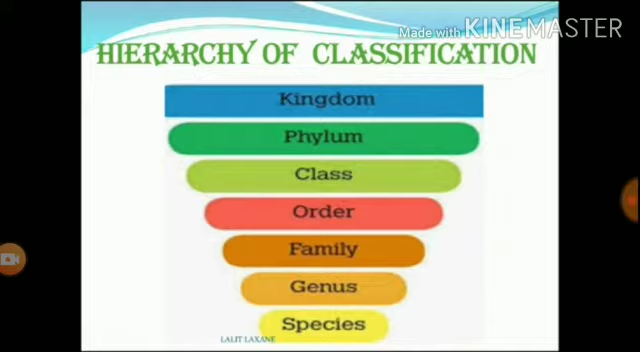 Made with KINEMASTER
HIERARCHY OF CLASSIFICATION
Kingdom
Phylum
Class
Order
Family
Genus
Species
LALIT LAXANE